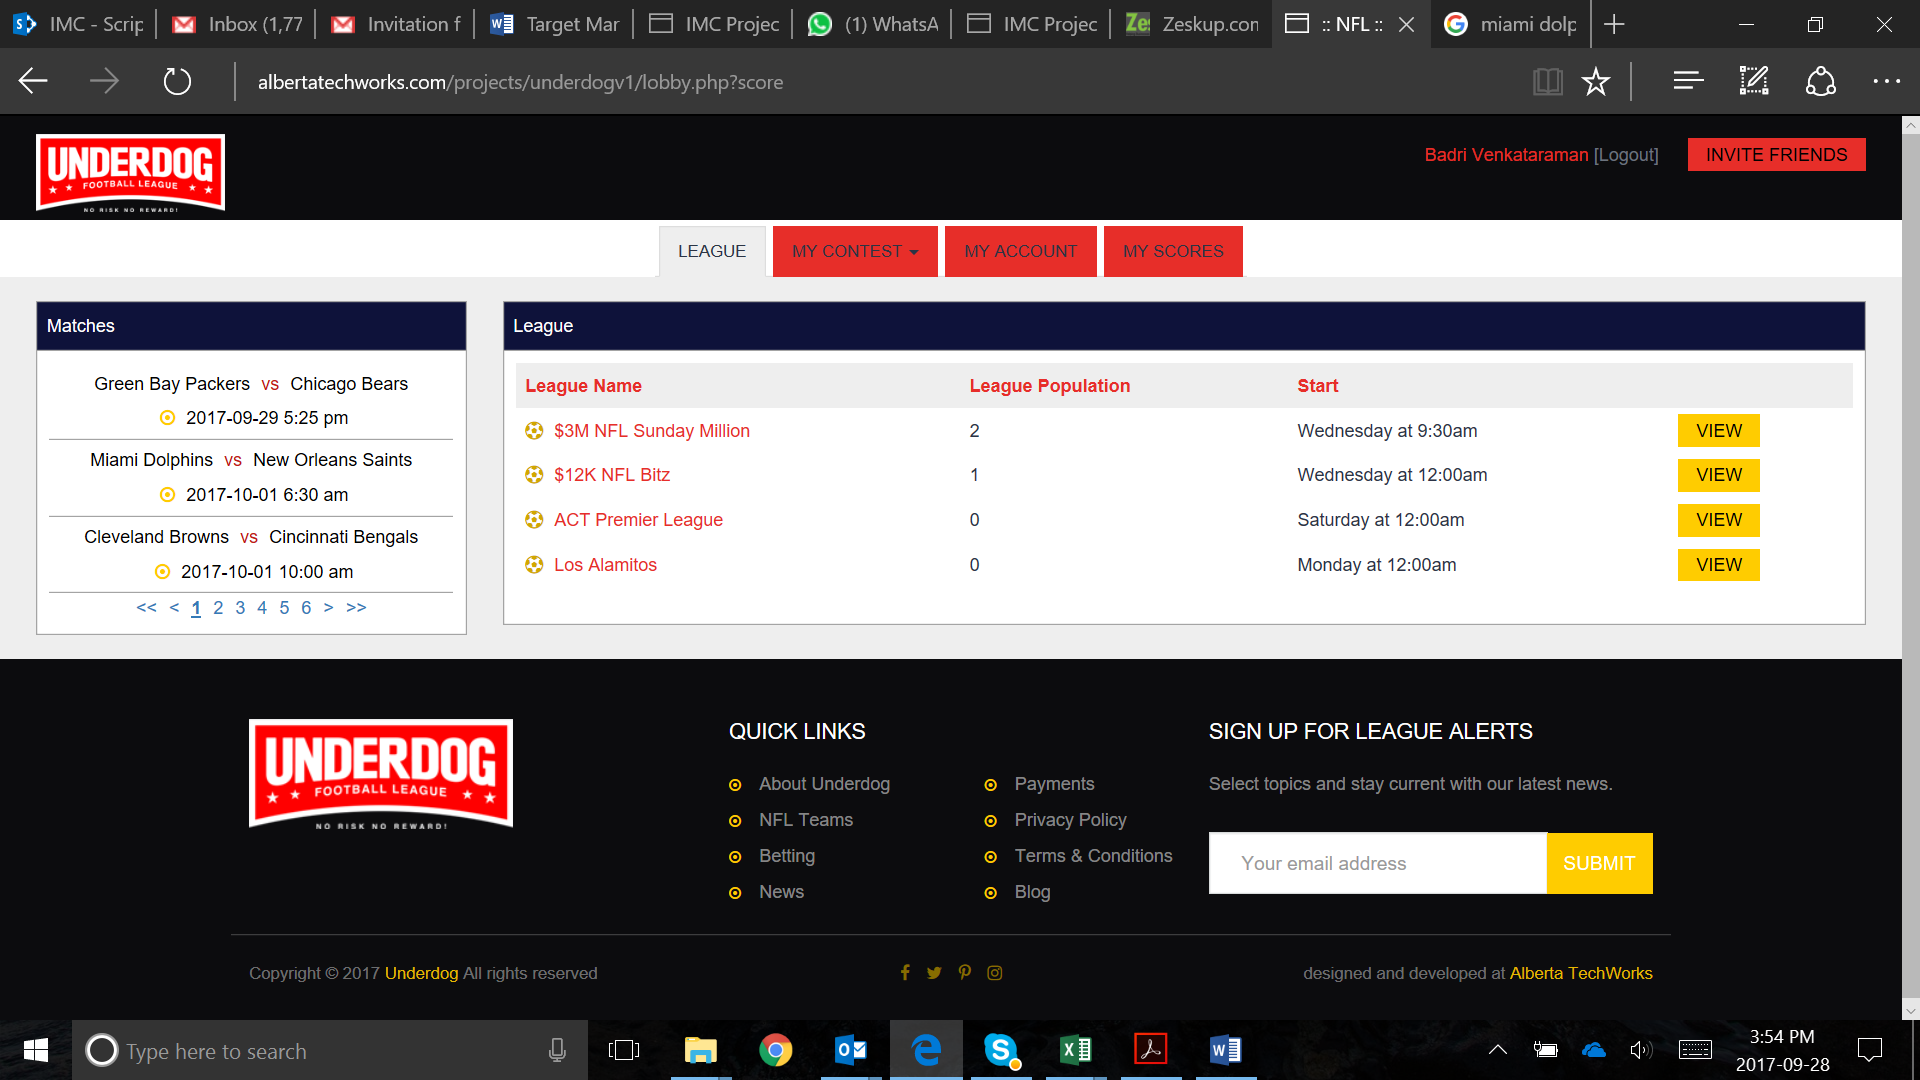 IMC - Scrip
Inbox (1,77
Invitation f
Target Mar
IMC Projec
(1) WhatsA
IMC Projec
Zeskup.con
:: NFL ::
miami dolp
albertatechworks.com/projects/underdogv1/lobby.php?score
UNDERDOG
FOOTBALL LEAGUE
NO RISK NO REWARD!
Badri Venkataraman [Logout]
INVITE FRIENDS
LEAGUE
MY CONTEST
MY ACCOUNT
MY SCORES
Matches
Green Bay Packers vs Chicago Bears
2017-09-29 5:25 pm
Miami Dolphins vs New Orleans Saints
2017-10-01 6:30 am
Cleveland Browns vs Cincinnati Bengals
2017-10-01 10:00 am
<< < 1 2 3 4 5 6 > >>
League
League Name League Population Start
$3M NFL Sunday Million 2 Wednesday at 9:30am VIEW
$12K NFL Bitz 1 Wednesday at 12:00am VIEW
ACT Premier League 0 Saturday at 12:00am VIEW
Los Alamitos 0 Monday at 12:00am VIEW
UNDERDOG
FOOTBALL LEAGUE
NO RISK NO REWARD!
QUICK LINKS
About Underdog
NFL Teams
Betting
News
Payments
Privacy Policy
Terms & Conditions
Blog
SIGN UP FOR LEAGUE ALERTS
Select topics and stay current with our latest news.
Your email address
SUBMIT
Copyright © 2017 Underdog All rights reserved
designed and developed at Alberta TechWorks
Type here to search
3:54 PM
2017-09-28